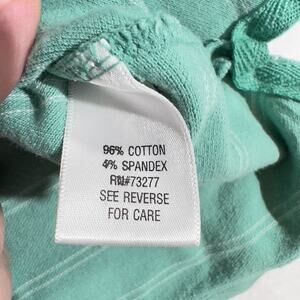 96% COTTON
4% SPANDEX
RN#73277
SEE REVERSE
FOR CARE